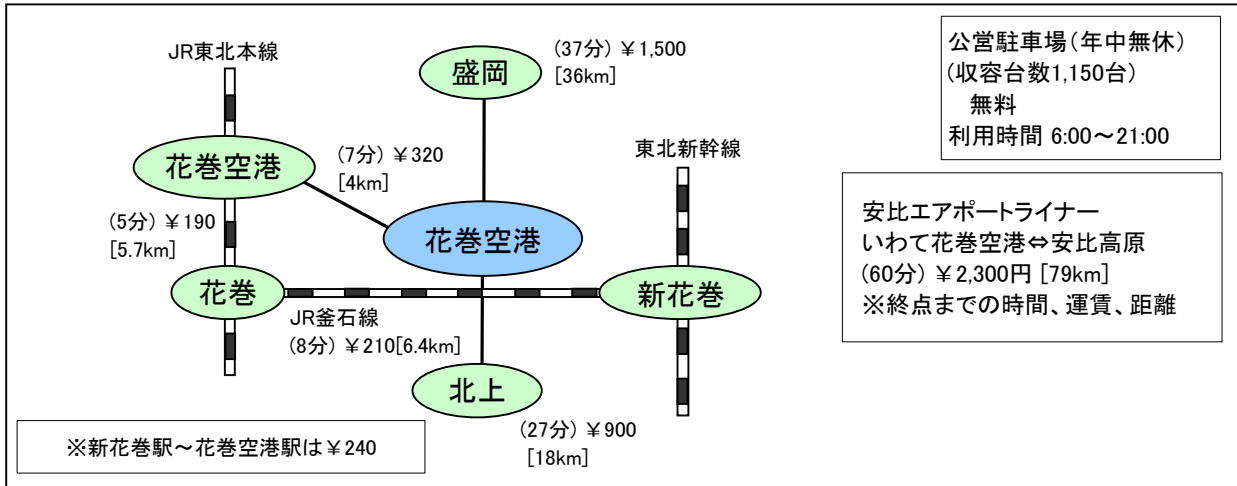 JR東北本線
花巻空港
(5分) ¥190
[5.7km]
花巻
(7分) ¥320
[4km]
盛岡
(37分) ¥1,500
[36km]
花巻空港
JR釜石線
(8分) ¥210[6.4km]
北上
(27分) ¥900
[18km]
東北新幹線
新花巻
※新花巻駅~花巻空港駅は¥240
公営駐車場(年中無休)
(収容台数1,150台)
無料
利用時間 6:00~21:00
安比エアポートライナー
いわて花巻空港⇔安比高原
(60分) ¥2,300円 [79km]
※終点までの時間、運賃、距離